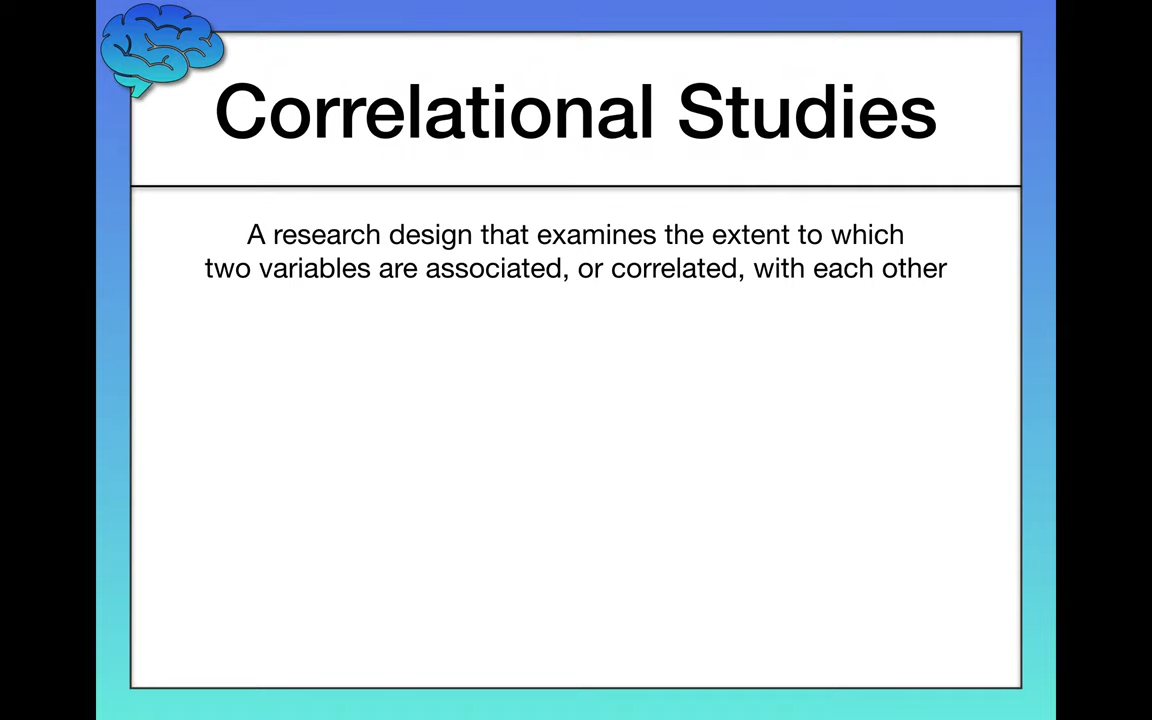 Correlational Studies
A research design that examines the extent to which
two variables are associated, or correlated, with each other